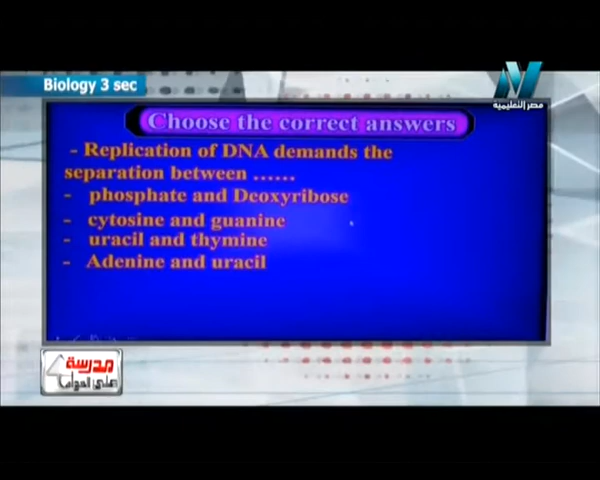 Biology 3 sec
مصر التعليمية
Choose the correct answers
- Replication of DNA demands the
separation between ......
- phosphate and Deoxyribose
- cytosine and guanine
- uracil and thymine
- Adenine and uracil
مدرسة
على الهواء